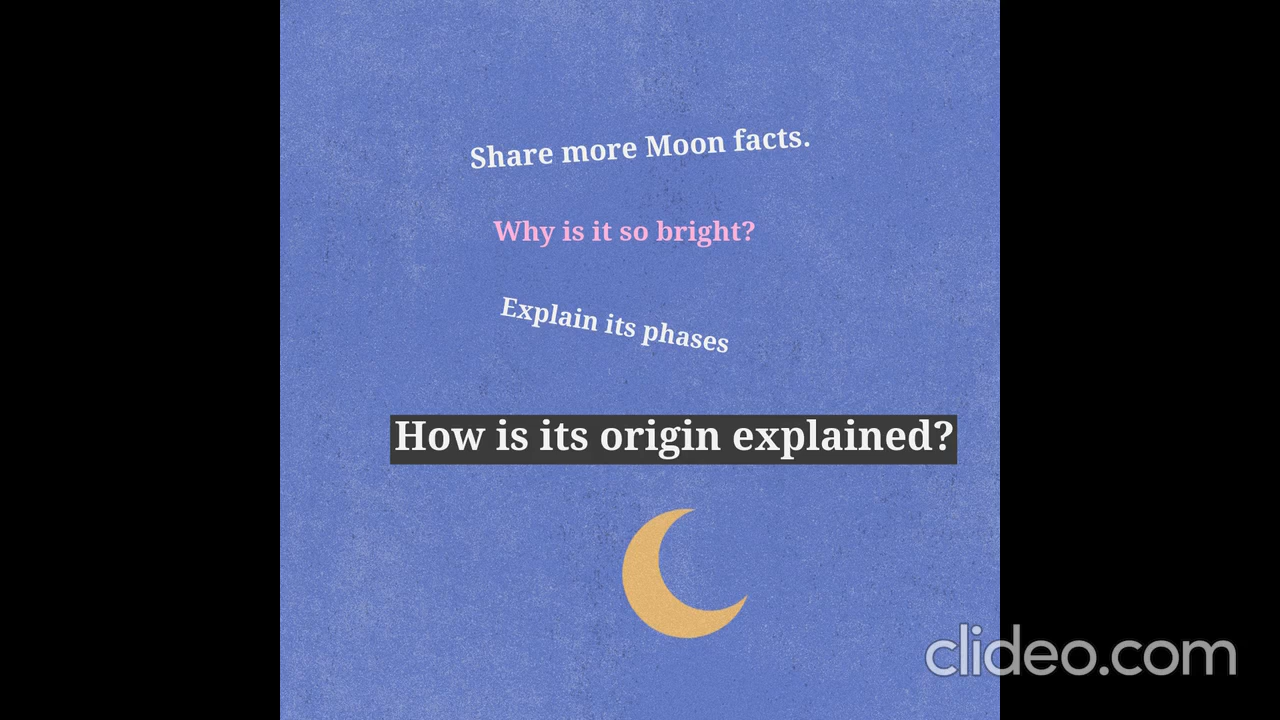 Share more Moon facts.
Why is it so bright?
Explain its phases
How is its origin explained?
clideo.com